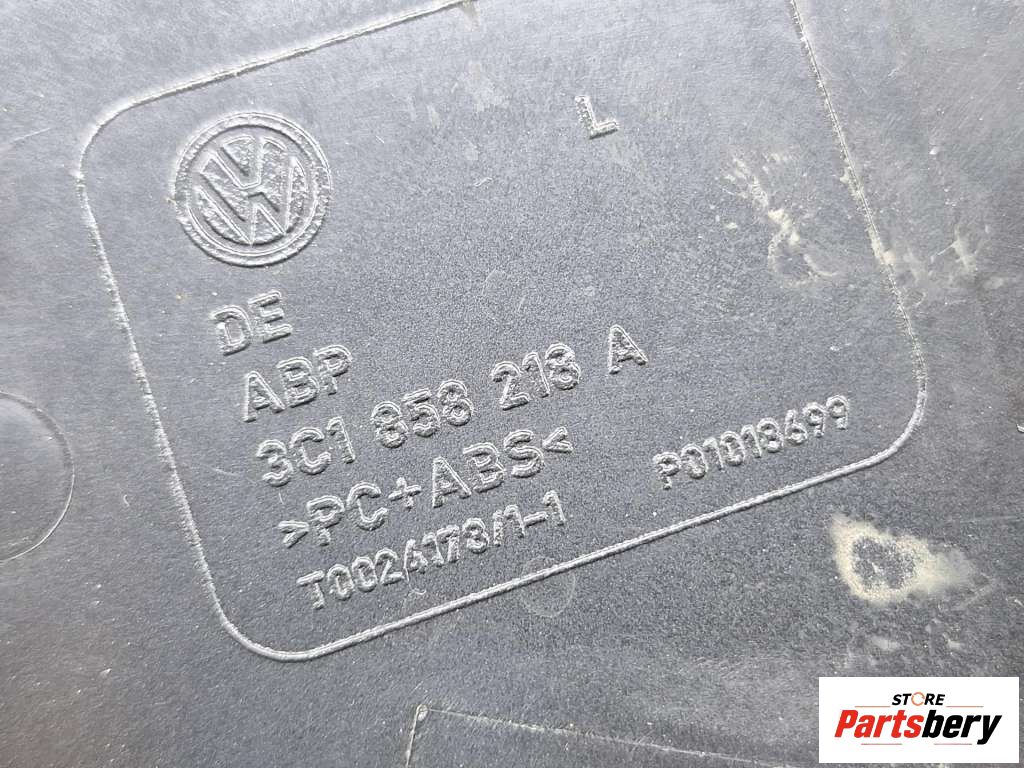 L
DE
ABP
3C1 858 218 A
>PC+ABS<
T0024178/1-1
P01018699
STORE
Partsbery